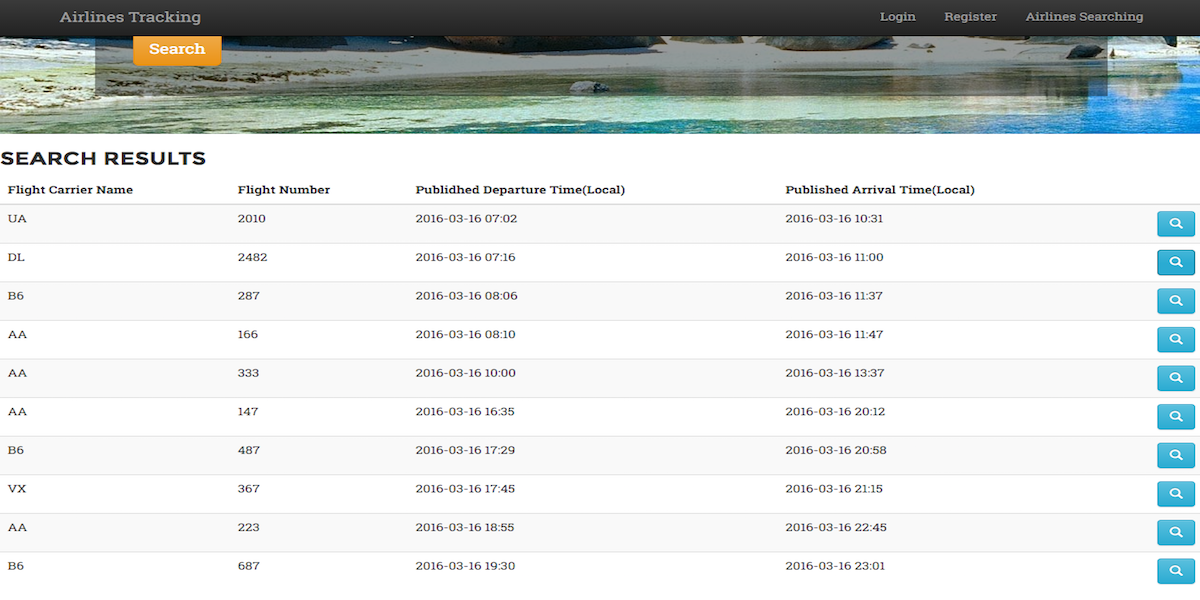 Airlines Tracking Login Register Airlines Searching
Search
SEARCH RESULTS
Flight Carrier Name Flight Number Publidhed Departure Time(Local) Published Arrival Time(Local)
UA 2010 2016-03-16 07:02 2016-03-16 10:31
DL 2482 2016-03-16 07:16 2016-03-16 11:00
B6 287 2016-03-16 08:06 2016-03-16 11:37
AA 166 2016-03-16 08:10 2016-03-16 11:47
AA 333 2016-03-16 10:00 2016-03-16 13:37
AA 147 2016-03-16 16:35 2016-03-16 20:12
B6 487 2016-03-16 17:29 2016-03-16 20:58
VX 367 2016-03-16 17:45 2016-03-16 21:15
AA 223 2016-03-16 18:55 2016-03-16 22:45
B6 687 2016-03-16 19:30 2016-03-16 23:01